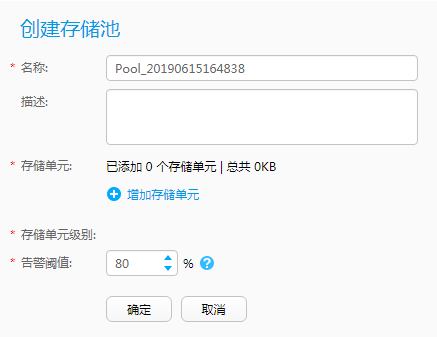 创建存储池
* 名称: Pool_20190615164838
描述:
* 存储单元: 已添加 0 个存储单元 | 总共 0KB
增加存储单元
* 存储单元级别:
* 告警阈值: 80 % ?
确定 取消